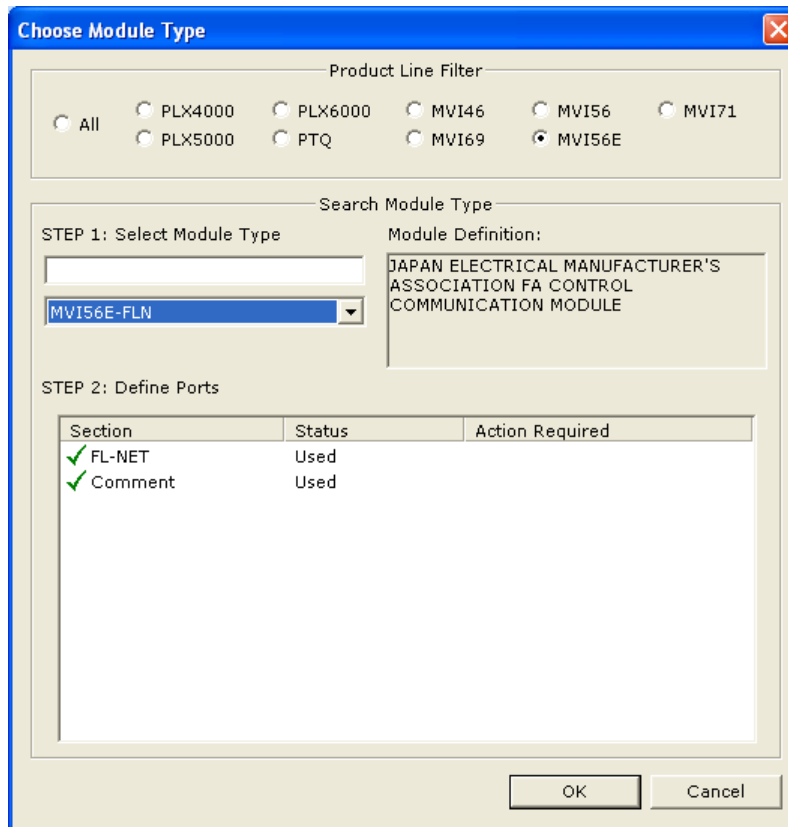 Choose Module Type
Product Line Filter
All
PLX4000
PLX6000
MVI46
MVI56
MVI71
PLX5000
PTQ
MVI69
MVI56E
Search Module Type
STEP 1: Select Module Type
Module Definition:
JAPAN ELECTRICAL MANUFACTURER'S
ASSOCIATION FA CONTROL
COMMUNICATION MODULE
MVI56E-FLN
STEP 2: Define Ports
Section Status Action Required
FL-NET Used
Comment Used
OK Cancel